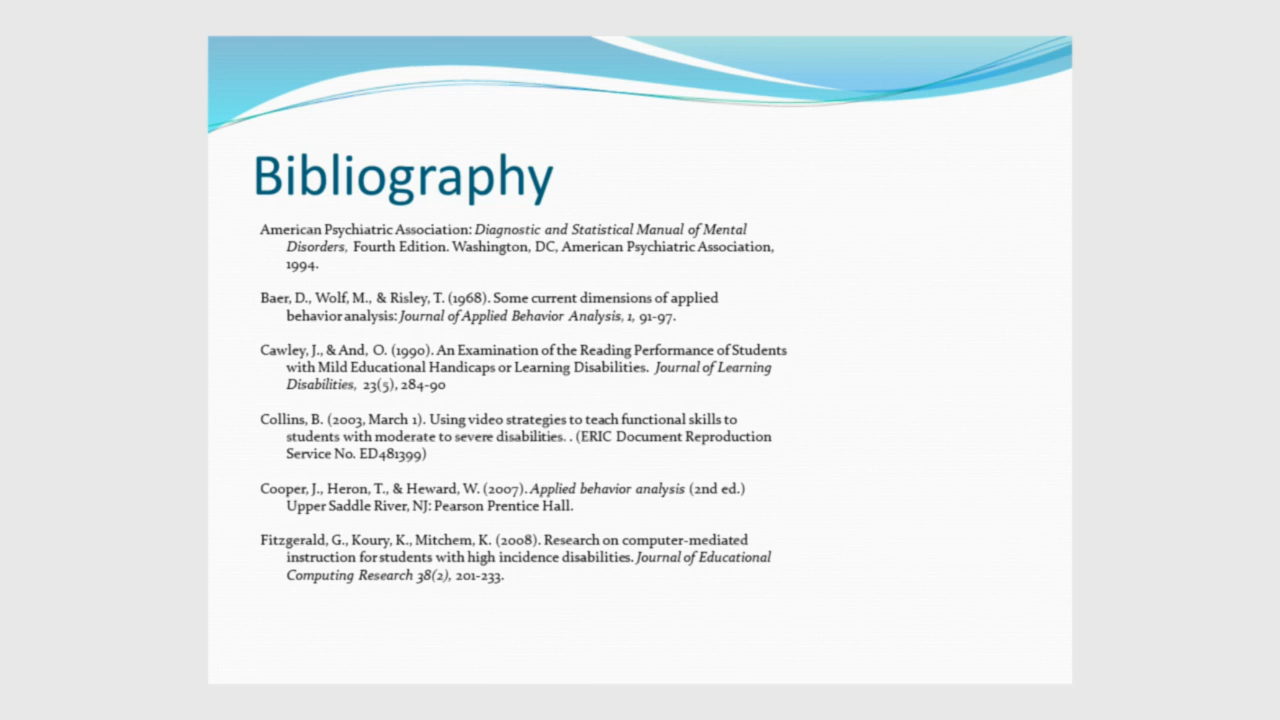 Bibliography
American Psychiatric Association: Diagnostic and Statistical Manual of Mental
Disorders, Fourth Edition. Washington, DC, American Psychiatric Association,
1994.
Baer, D., Wolf, M., & Risley, T. (1968). Some current dimensions of applied
behavior analysis: Journal of Applied Behavior Analysis, 1, 91-97.
Cawley, J., & And, O. (1990). An Examination of the Reading Performance of Students
with Mild Educational Handicaps or Learning Disabilities. Journal of Learning
Disabilities, 23(5), 284-90
Collins, B. (2003, March 1). Using video strategies to teach functional skills to
students with moderate to severe disabilities. . (ERIC Document Reproduction
Service No. ED481399)
Cooper, J., Heron, T., & Heward, W. (2007). Applied behavior analysis (2nd ed.)
Upper Saddle River, NJ: Pearson Prentice Hall.
Fitzgerald, G., Koury, K., Mitchem, K. (2008). Research on computer-mediated
instruction for students with high incidence disabilities. Journal of Educational
Computing Research 38(2), 201-233.